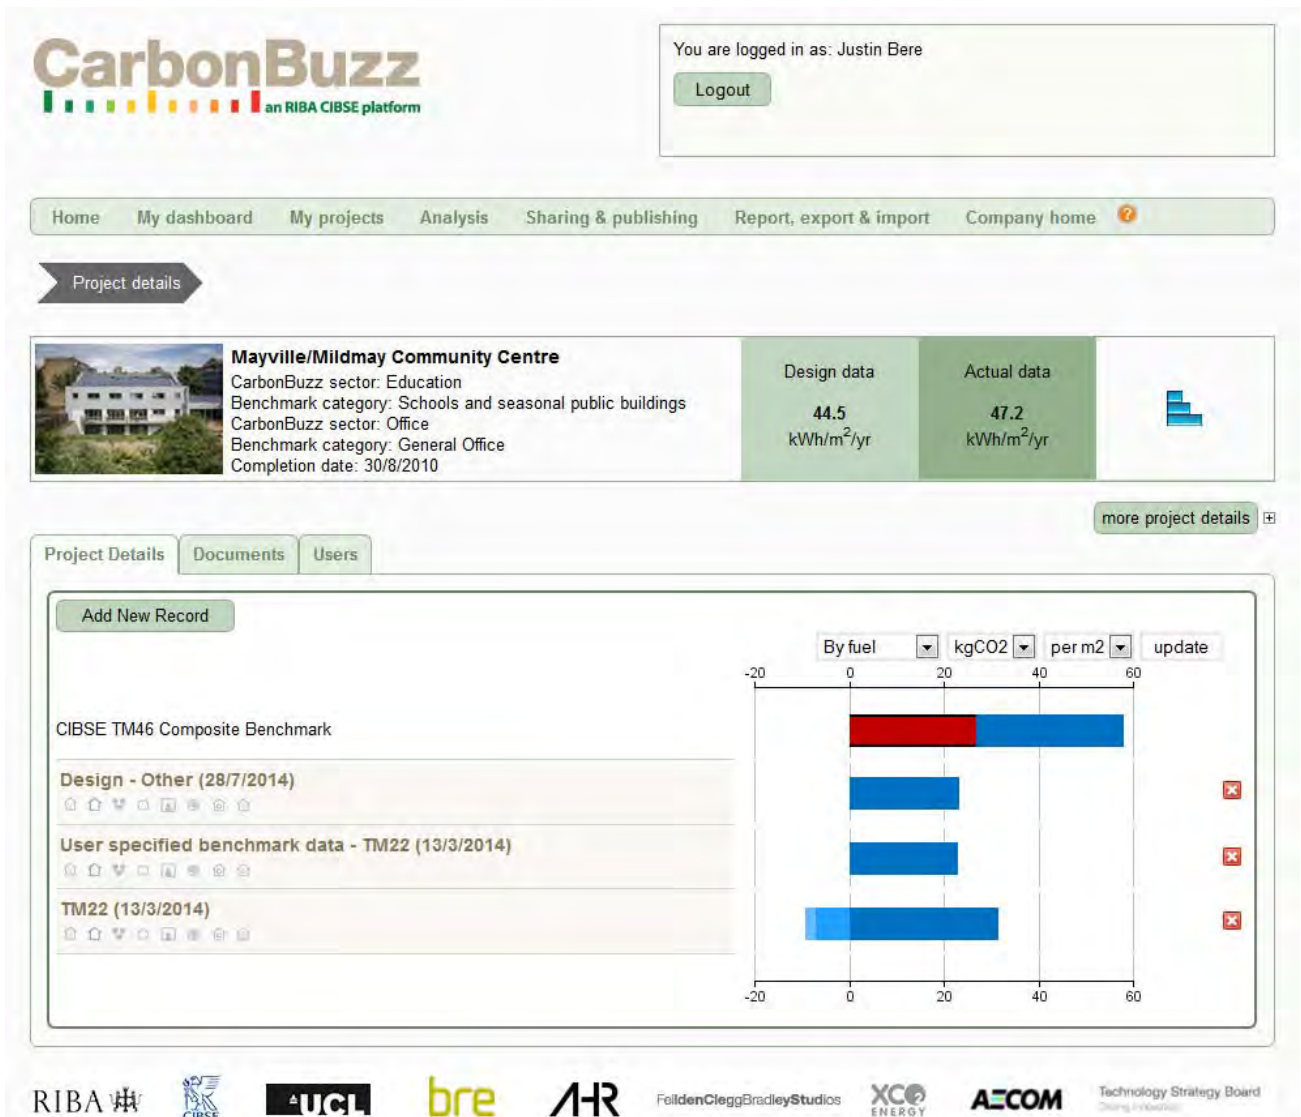 CarbonBuzz
an RIBA CIBSE platform
You are logged in as: Justin Bere
Logout
Home My dashboard My projects Analysis Sharing & publishing Report, export & import Company home ?
Project details
Mayville/Mildmay Community Centre
CarbonBuzz sector: Education
Benchmark category: Schools and seasonal public buildings
CarbonBuzz sector: Office
Benchmark category: General Office
Completion date: 30/8/2010
Design data
44.5
kWh/m²/yr
Actual data
47.2
kWh/m²/yr
more project details
Project Details Documents Users
Add New Record
By fuel kgCO2 per m2 update
-20 0 20 40 60
CIBSE TM46 Composite Benchmark
Design - Other (28/7/2014)
User specified benchmark data - TM22 (13/3/2014)
TM22 (13/3/2014)
-20 0 20 40 60
RIBA CIBSE UCL bre AHR FeildenCleggBradleyStudios XCO ENERGY AECOM Technology Strategy Board